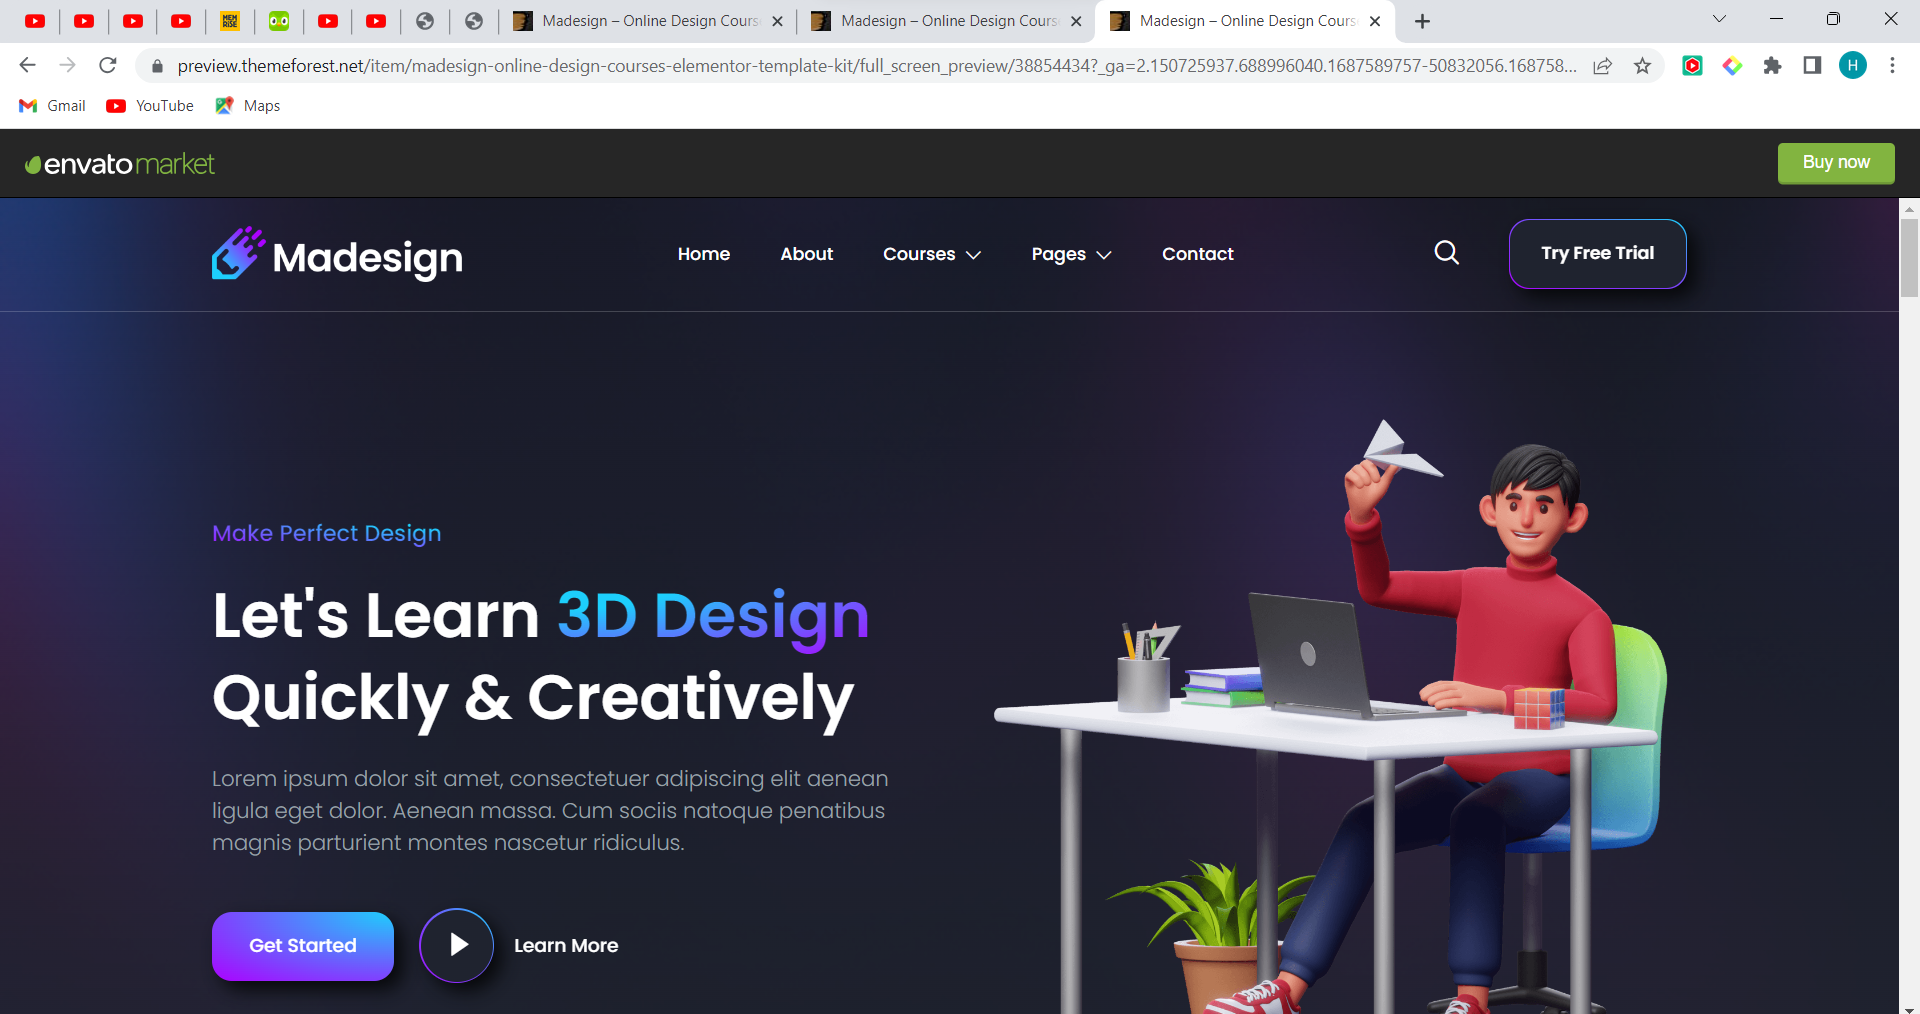 MEM
RISE
Madesign – Online Design Cours
Madesign – Online Design Cours
Madesign – Online Design Cours
preview.themeforest.net/item/madesign-online-design-courses-elementor-template-kit/full_screen_preview/38854434?_ga=2.150725937.688996040.1687589757-50832056.168758...
H
Gmail
YouTube
Maps
envatomarket
Buy now
Madesign
Home
About
Courses
Pages
Contact
Try Free Trial
Make Perfect Design
Let's Learn 3D Design
Quickly & Creatively
Lorem ipsum dolor sit amet, consectetuer adipiscing elit aenean
ligula eget dolor. Aenean massa. Cum sociis natoque penatibus
magnis parturient montes nascetur ridiculus.
Get Started
Learn More